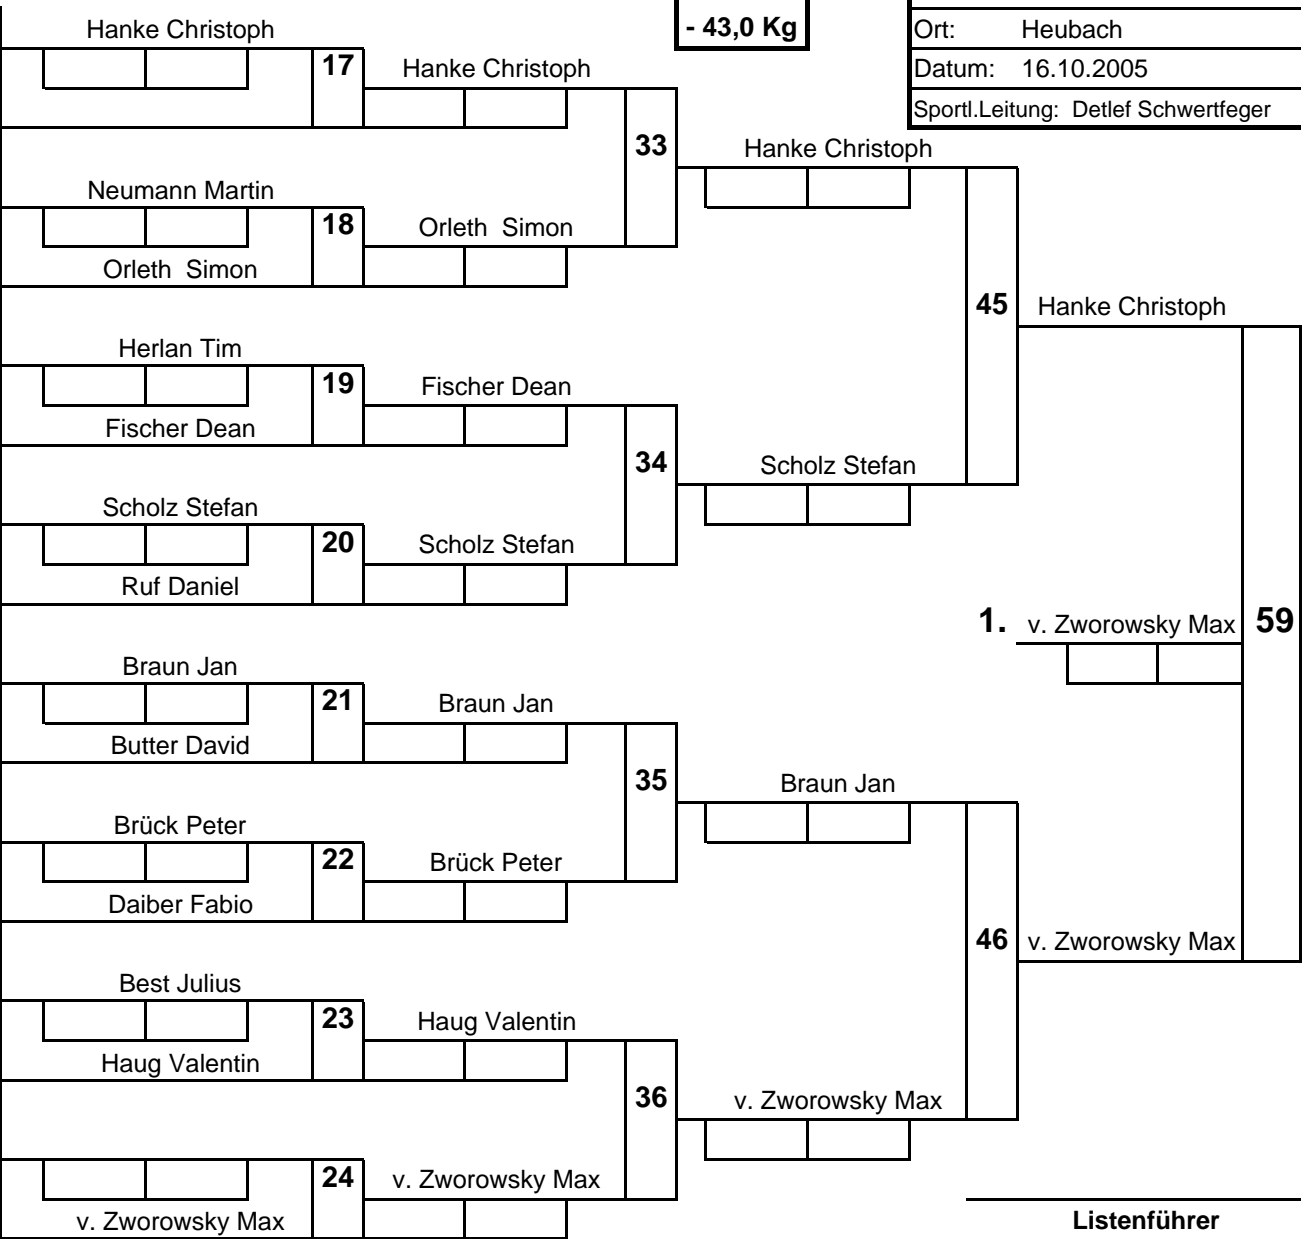 Hanke Christoph
- 43,0 Kg
Ort: Heubach
17
Hanke Christoph
Datum: 16.10.2005
Sportl.Leitung: Detlef Schwertfeger
33
Hanke Christoph
Neumann Martin
18
Orleth Simon
Orleth Simon
45
Hanke Christoph
Herlan Tim
19
Fischer Dean
Fischer Dean
34
Scholz Stefan
Scholz Stefan
20
Scholz Stefan
Ruf Daniel
1. v. Zworowsky Max 59
Braun Jan
21
Braun Jan
Butter David
35
Braun Jan
Brück Peter
22
Brück Peter
Daiber Fabio
46
v. Zworowsky Max
Best Julius
23
Haug Valentin
Haug Valentin
36
v. Zworowsky Max
24
v. Zworowsky Max
v. Zworowsky Max
Listenführer